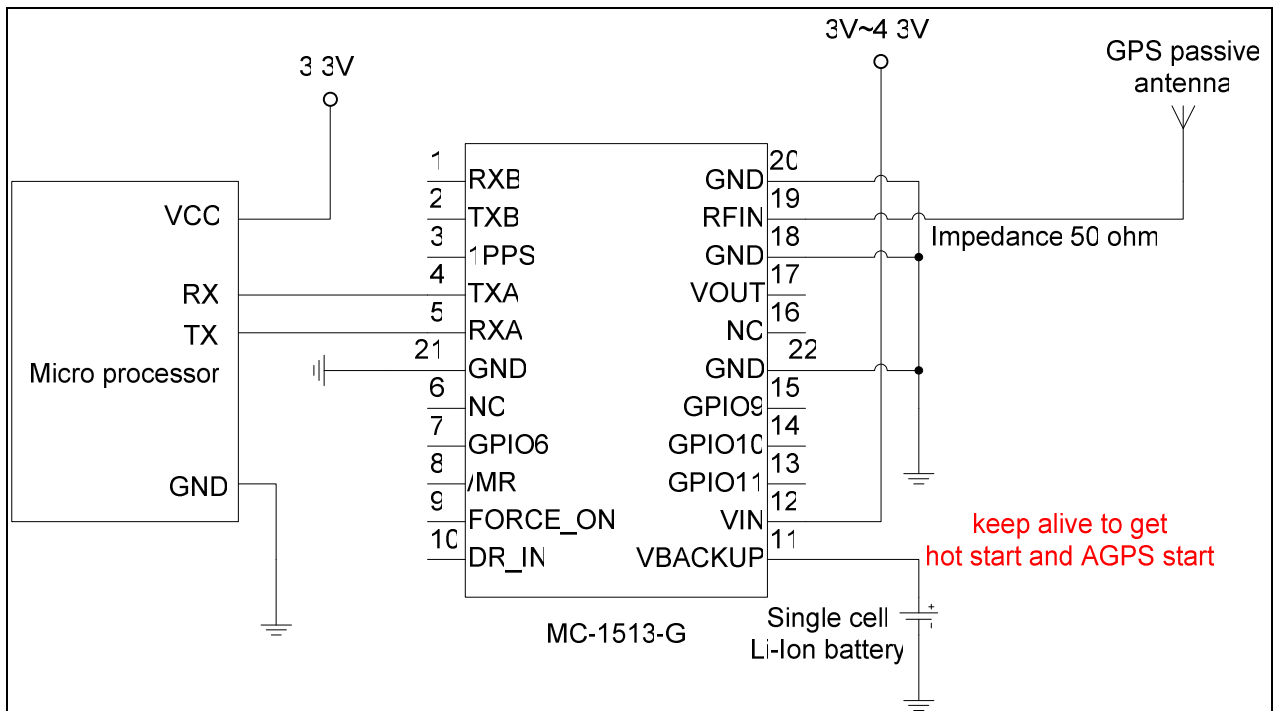 3 3V
3V~4 3V
GPS passive
antenna
VCC
RX
TX
Micro processor
GND
1 RXB
2 TXB
3 1PPS
4 TXA
5 RXA
21 GND
6 NC
7 GPIO6
8 /MR
9 FORCE_ON
10 DR_IN
GND 20
RFIN 19
GND 18
VOUT 17
NC 16
GND 22
GPIO9 15
GPIO10 14
GPIO11 13
VIN 12
VBACKUP 11
Impedance 50 ohm
keep alive to get
hot start and AGPS start
+
-
Single cell
Li-Ion battery
MC-1513-G